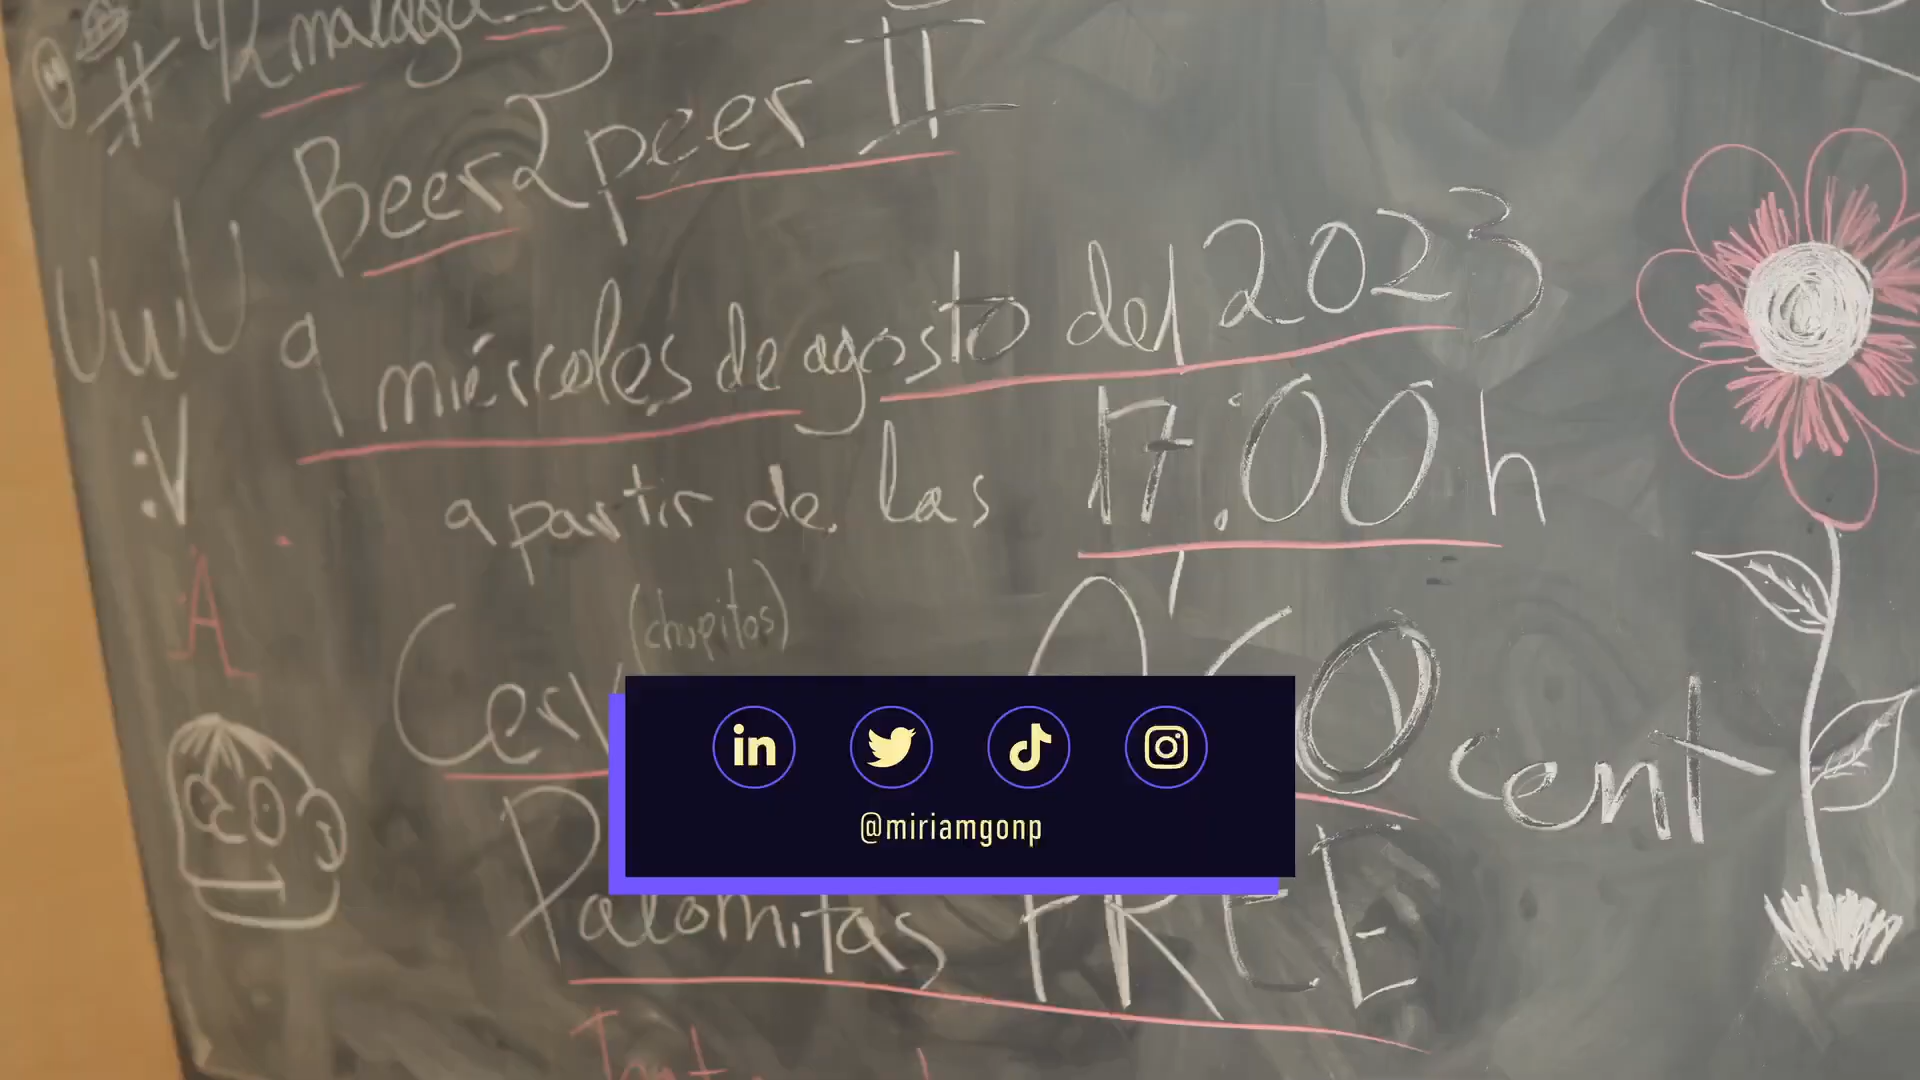 Beer2peer II
UwU
9 miércoles de agosto del 2023
:V
a partir de las 17:00h
A
(chupitos)
cent
in
@miriamgonp
Palomitas FREE